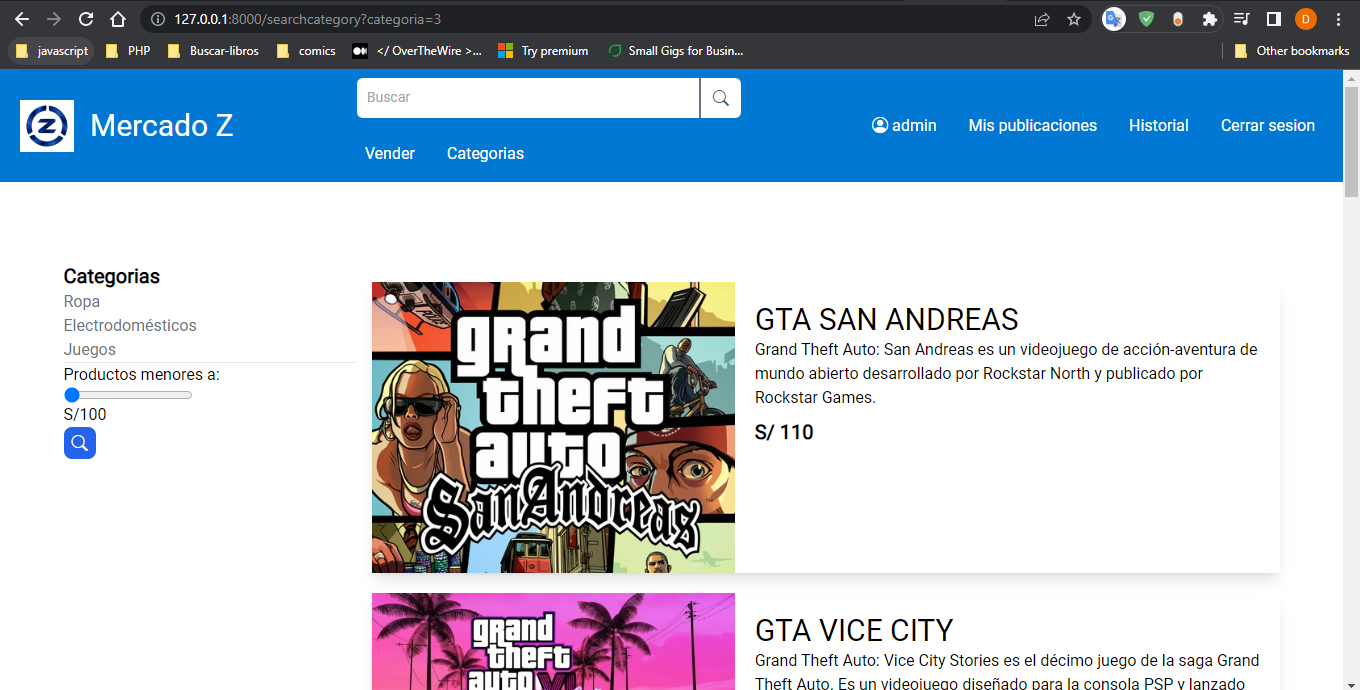 127.0.0.1:8000/searchcategory?categoria=3
D
javascript
PHP
Buscar-libros
comics
</ OverTheWire >...
Try premium
Small Gigs for Busin...
Other bookmarks
Z
Mercado Z
Buscar
admin
Mis publicaciones
Historial
Cerrar sesion
Vender
Categorias
Categorias
Ropa
Electrodomésticos
Juegos
Productos menores a:
S/100
grand
theft
auto
San Andreas
GTA SAN ANDREAS
Grand Theft Auto: San Andreas es un videojuego de acción-aventura de
mundo abierto desarrollado por Rockstar North y publicado por
Rockstar Games.
S/ 110
grand
theft
auto VI
GTA VICE CITY
Grand Theft Auto: Vice City Stories es el décimo juego de la saga Grand
Theft Auto. Es un videojuego diseñado para la consola PSP y lanzado